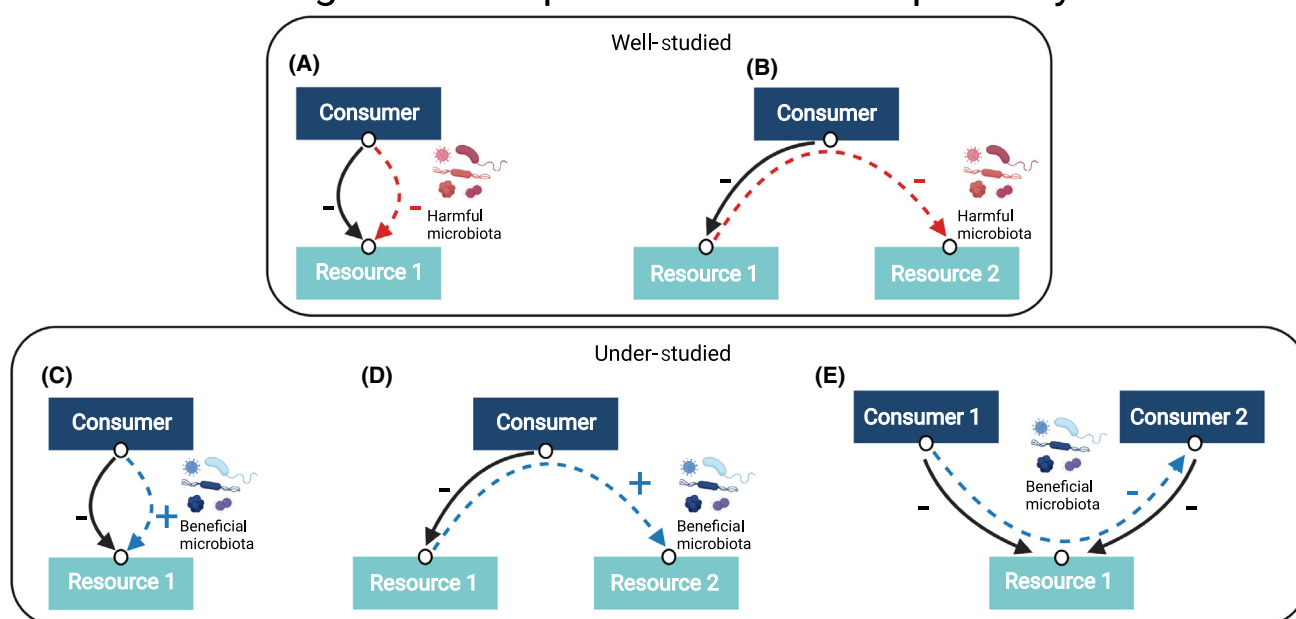 Well-studied
(A)
Consumer
-
-
Harmful
microbiota
Resource 1
(B)
Consumer
-
-
Harmful
microbiota
Resource 1
Resource 2
Under-studied
(C)
Consumer
-
+
Beneficial
microbiota
Resource 1
(D)
Consumer
-
+
Beneficial
microbiota
Resource 1
Resource 2
(E)
Consumer 1
Consumer 2
Beneficial
microbiota
-
-
-
Resource 1